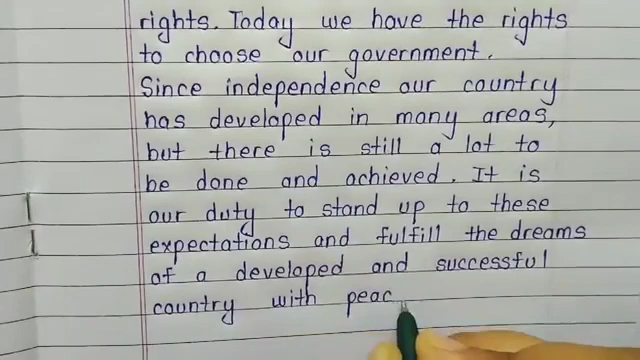 rights. Today we have the rights
to choose our government.
Since independence our country
has developed in many areas,
but there is still a lot to
be done and achieved. It is
our duty to stand up to these
expectations and fulfill the dreams
of a developed and successful
country with peac